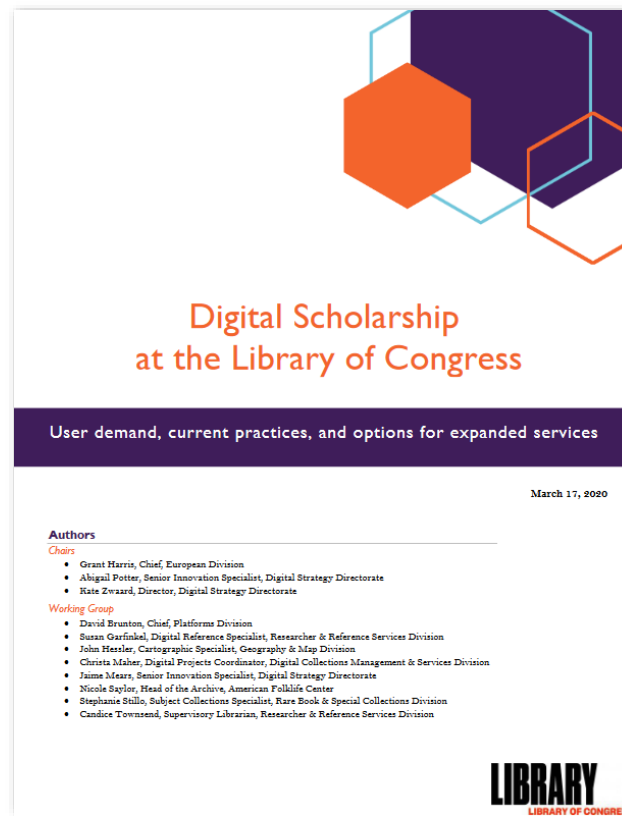 Digital Scholarship
at the Library of Congress
User demand, current practices, and options for expanded services
March 17, 2020
Authors
Chairs
• Grant Harris, Chief, European Division
• Abigail Potter, Senior Innovation Specialist, Digital Strategy Directorate
• Kate Zwaard, Director, Digital Strategy Directorate
Working Group
• David Brunton, Chief, Platforms Division
• Susan Garfinkel, Digital Reference Specialist, Researcher & Reference Services Division
• John Hessler, Cartographic Specialist, Geography & Map Division
• Christa Maher, Digital Projects Coordinator, Digital Collections Management & Services Division
• Jaime Mears, Senior Innovation Specialist, Digital Strategy Directorate
• Nicole Saylor, Head of the Archive, American Folklife Center
• Stephanie Stillo, Subject Collections Specialist, Rare Book & Special Collections Division
• Candice Townsend, Supervisory Librarian, Researcher & Reference Services Division
LIBRARY
LIBRARY OF CONGRE